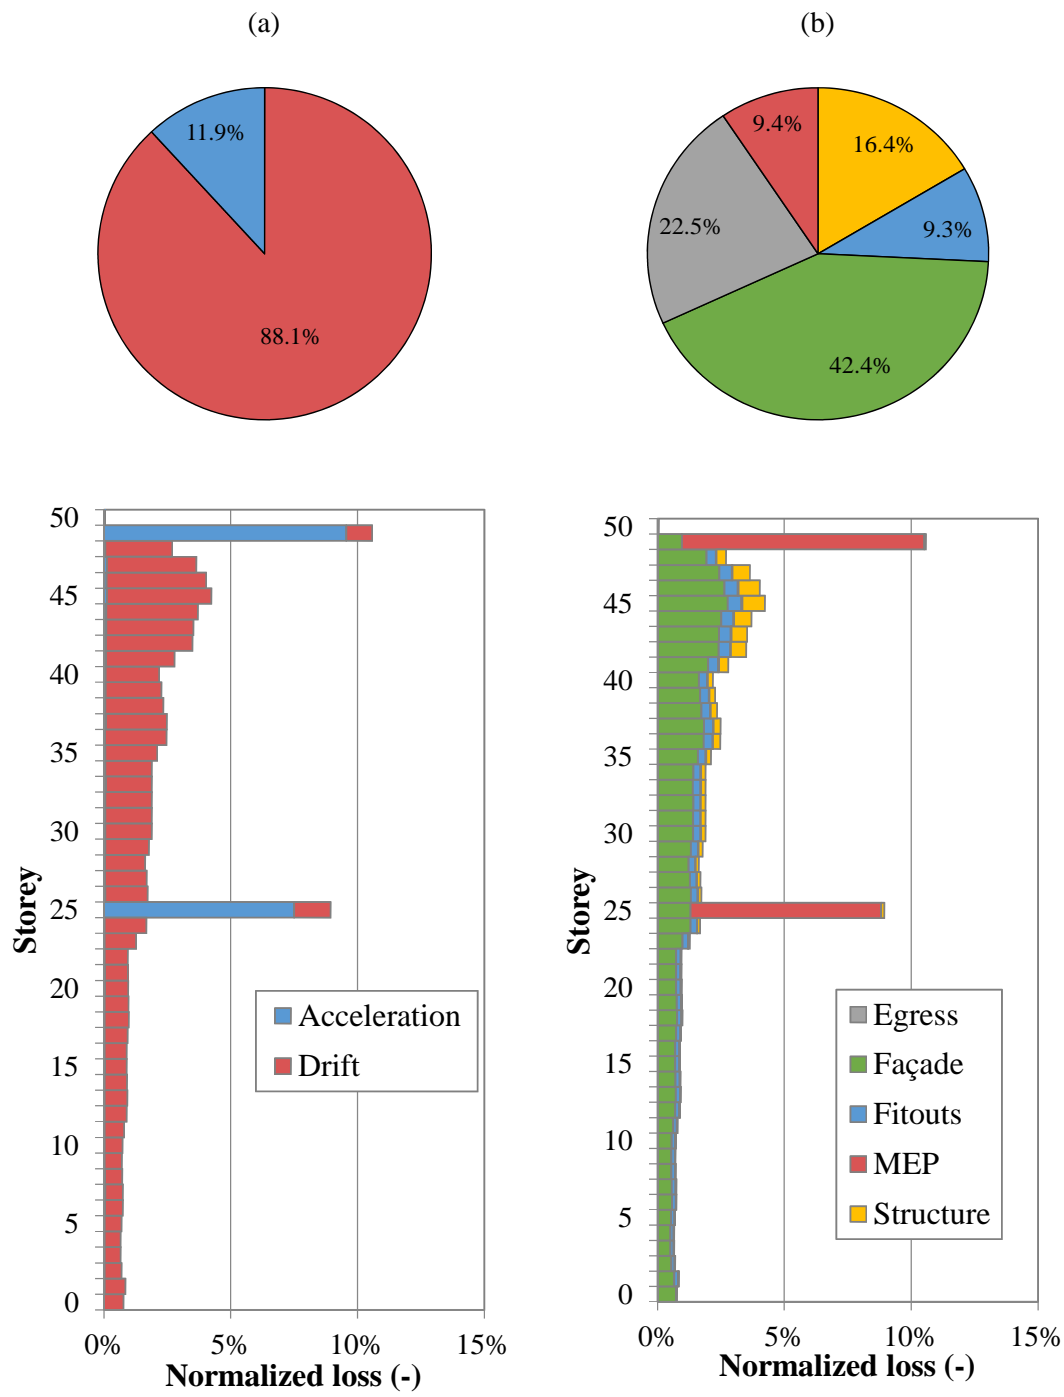 (a)
(b)
11.9%
88.1%
9.4%
16.4%
22.5%
9.3%
42.4%
50
45
40
35
30
25
20
15
10
5
0
Storey
Acceleration
Drift
0%
5%
10%
15%
Normalized loss (-)
50
45
40
35
30
25
20
15
10
5
0
Storey
Egress
Façade
Fitouts
MEP
Structure
0%
5%
10%
15%
Normalized loss (-)